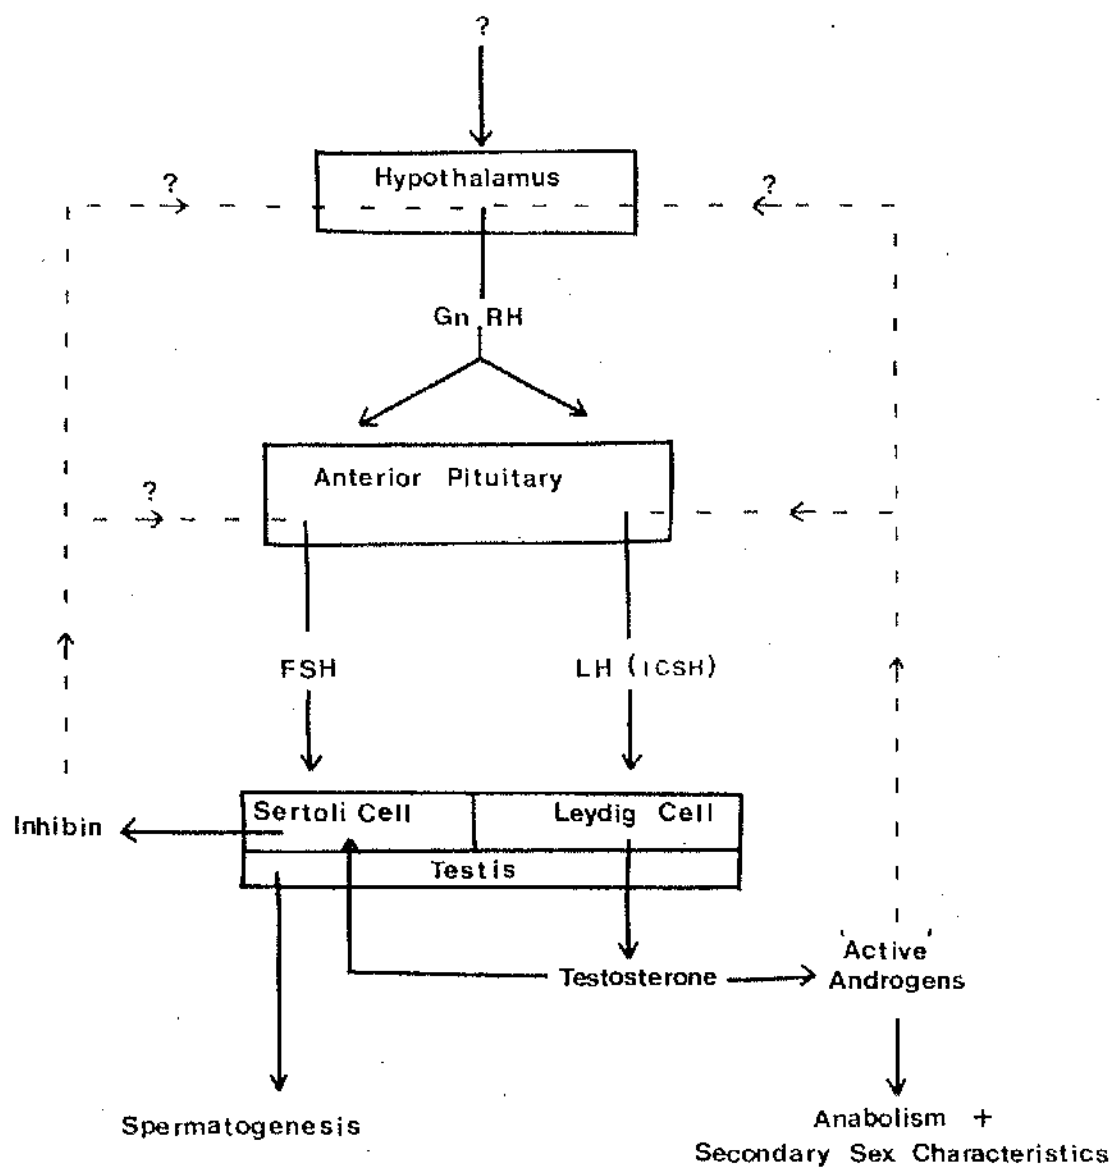 ?
Hypothalamus
? ?
Gn RH
Anterior Pituitary
?
FSH LH (ICSH)
Sertoli Cell Leydig Cell
Inhibin
Testis
'Active'
Testosterone Androgens
Spermatogenesis
Anabolism +
Secondary Sex Characteristics